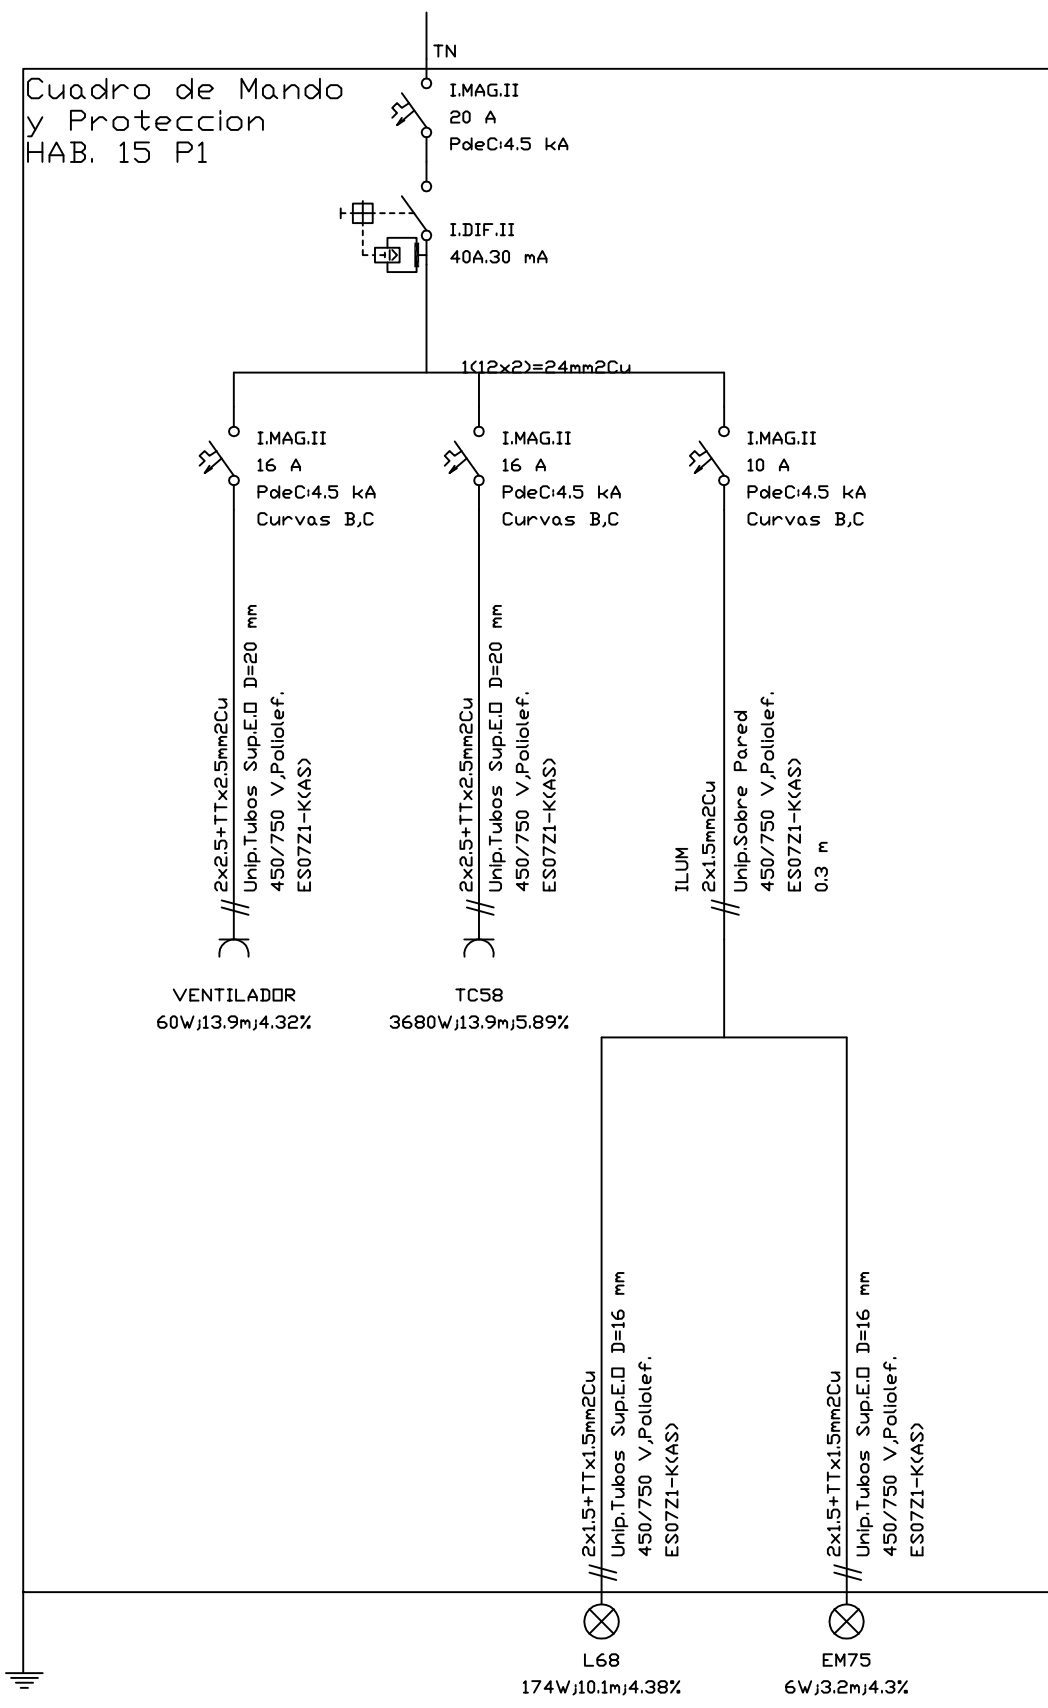 TN
Cuadro de Mando
y Proteccion
HAB. 15 P1
I.MAG.II
20 A
PdeC:4.5 kA
I.DIF.II
40A.30 mA
1(12x2)=24mm2Cu
I.MAG.II
16 A
PdeC:4.5 kA
Curvas B,C
I.MAG.II
16 A
PdeC:4.5 kA
Curvas B,C
I.MAG.II
10 A
PdeC:4.5 kA
Curvas B,C
2x2.5+TTx2.5mm2Cu
Unip.Tubos Sup.E.O D=20 mm
450/750 V,Poliolef.
ES07Z1-K(AS)
2x2.5+TTx2.5mm2Cu
Unip.Tubos Sup.E.O D=20 mm
450/750 V,Poliolef.
ES07Z1-K(AS)
ILUM
2x1.5mm2Cu
Unip.Sobre Pared
450/750 V,Poliolef.
ES07Z1-K(AS)
0.3 m
VENTILADOR
60W;13.9m;4.32%
TC58
3680W;13.9m;5.89%
2x1.5+TTx1.5mm2Cu
Unip.Tubos Sup.E.O D=16 mm
450/750 V,Poliolef.
ES07Z1-K(AS)
2x1.5+TTx1.5mm2Cu
Unip.Tubos Sup.E.O D=16 mm
450/750 V,Poliolef.
ES07Z1-K(AS)
L68
174W;10.1m;4.38%
EM75
6W;3.2m;4.3%